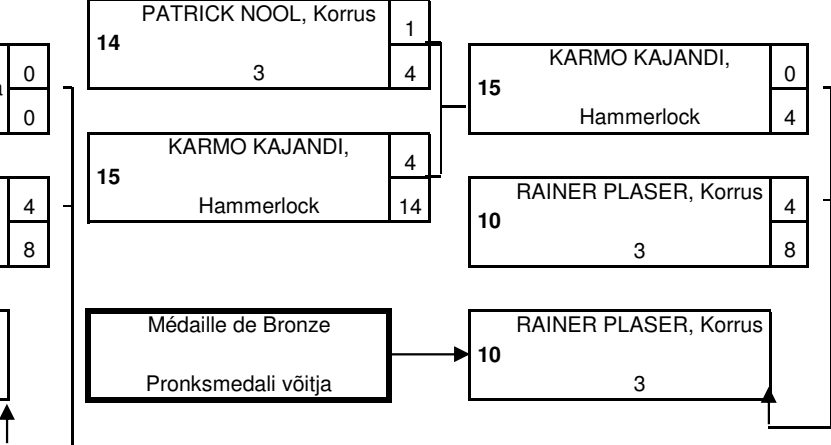 PATRICK NOOL, Korrus
14
1
3
4
KARMO KAJANDI,
15
4
Hammerlock
14
KARMO KAJANDI,
15
0
Hammerlock
4
RAINER PLASER, Korrus
10
4
3
8
0
0
4
8
Médaille de Bronze
Pronksmedali võitja
RAINER PLASER, Korrus
10
3